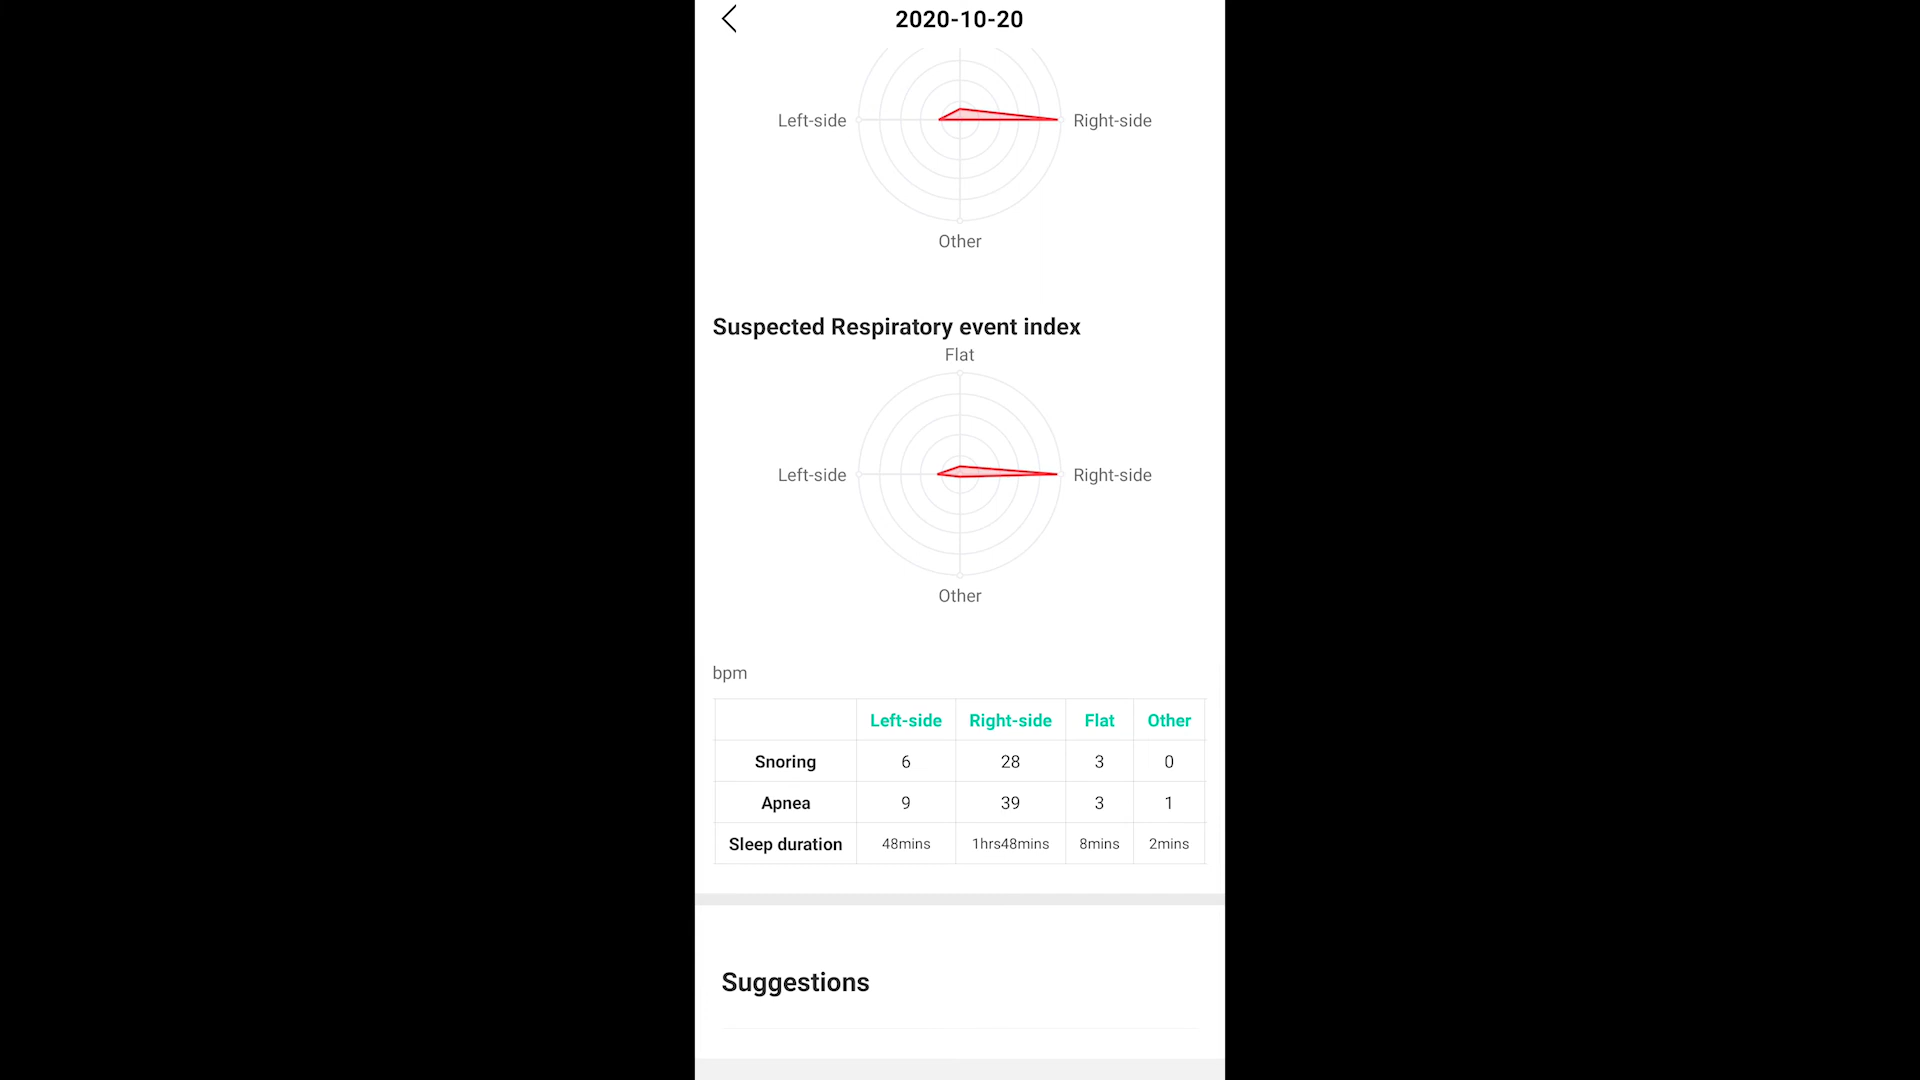 2020-10-20
Left-side Right-side
Other
Suspected Respiratory event index
Flat
Left-side Right-side
Other
bpm
Left-side Right-side Flat Other
Snoring 6 28 3 0
Apnea 9 39 3 1
Sleep duration 48mins 1hrs48mins 8mins 2mins
Suggestions